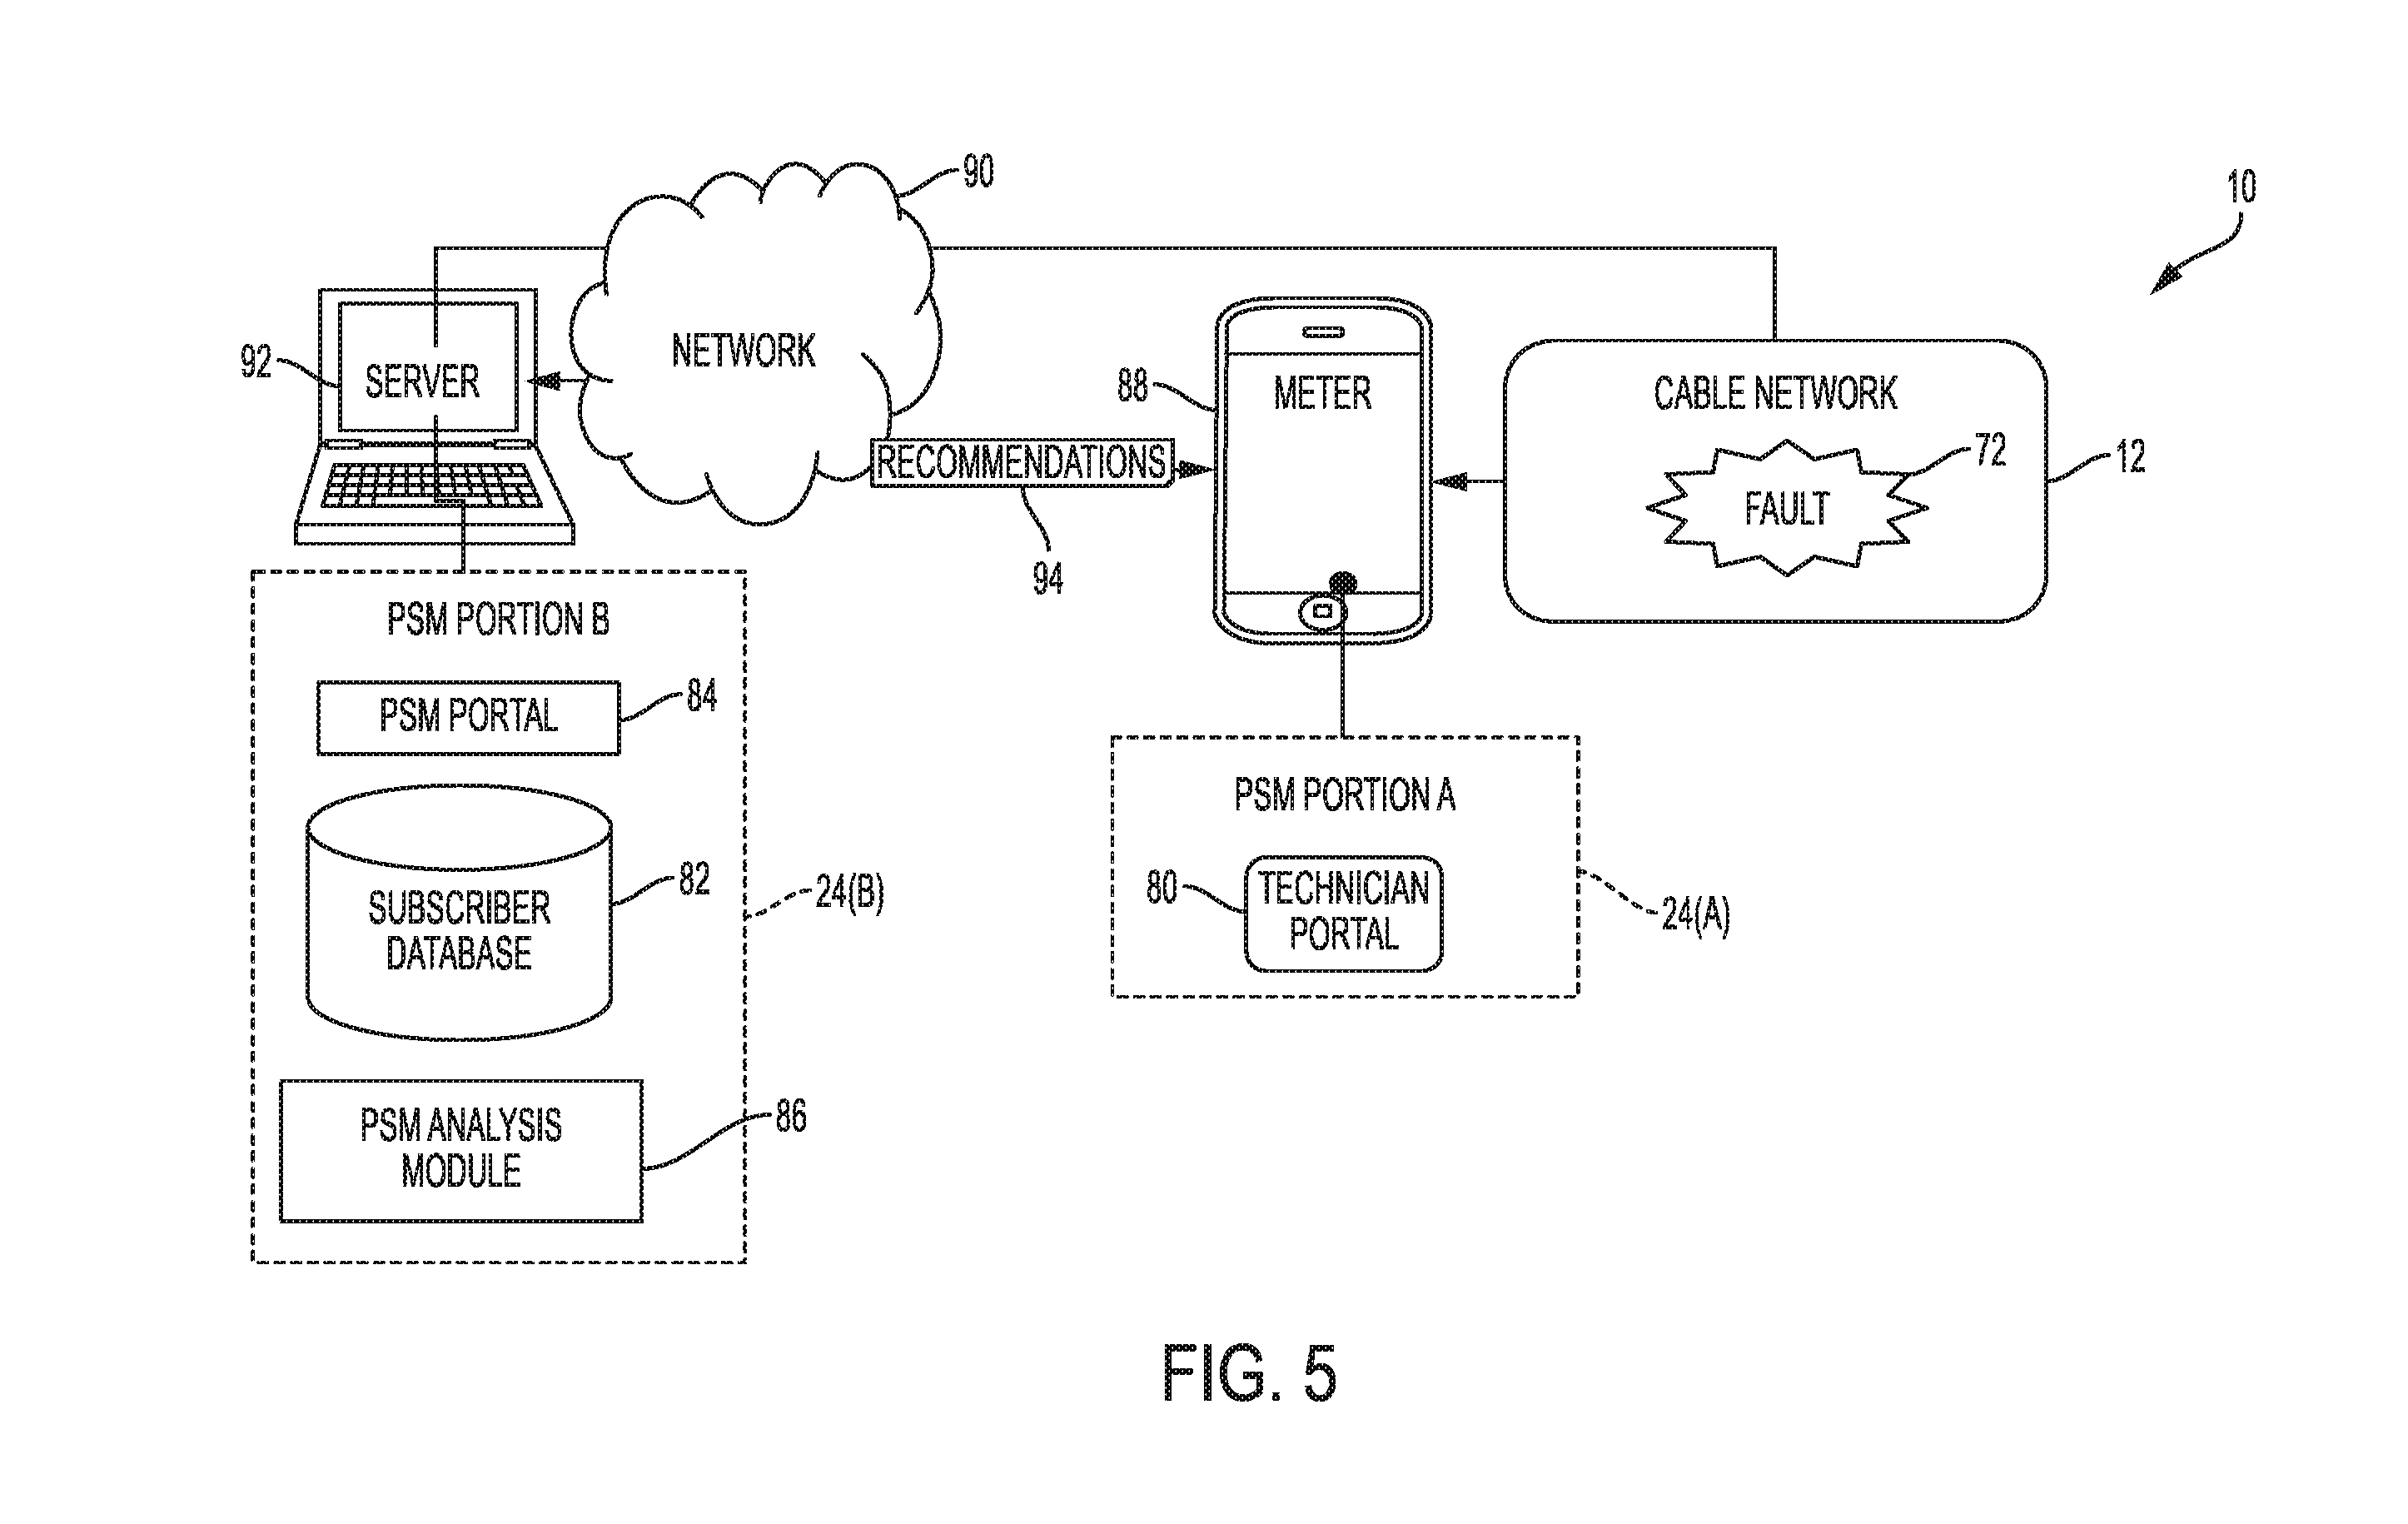 90
10
NETWORK
92
SERVER
88
METER
CABLE NETWORK
72
12
RECOMMENDATIONS
FAULT
94
PSM PORTION B
PSM PORTAL
84
PSM PORTION A
SUBSCRIBER
DATABASE
82
24(B)
80
TECHNICIAN
PORTAL
24(A)
PSM ANALYSIS
MODULE
86
FIG. 5